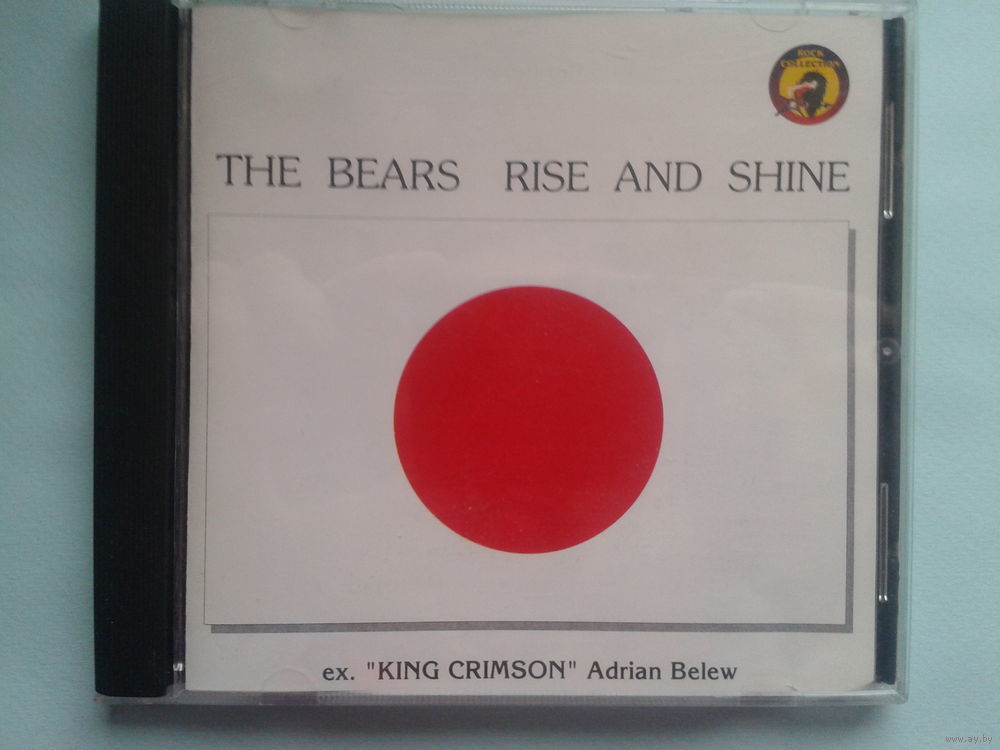 ROCK
COLLECTION
THE BEARS RISE AND SHINE
ex. "KING CRIMSON" Adrian Belew
www.ay.by